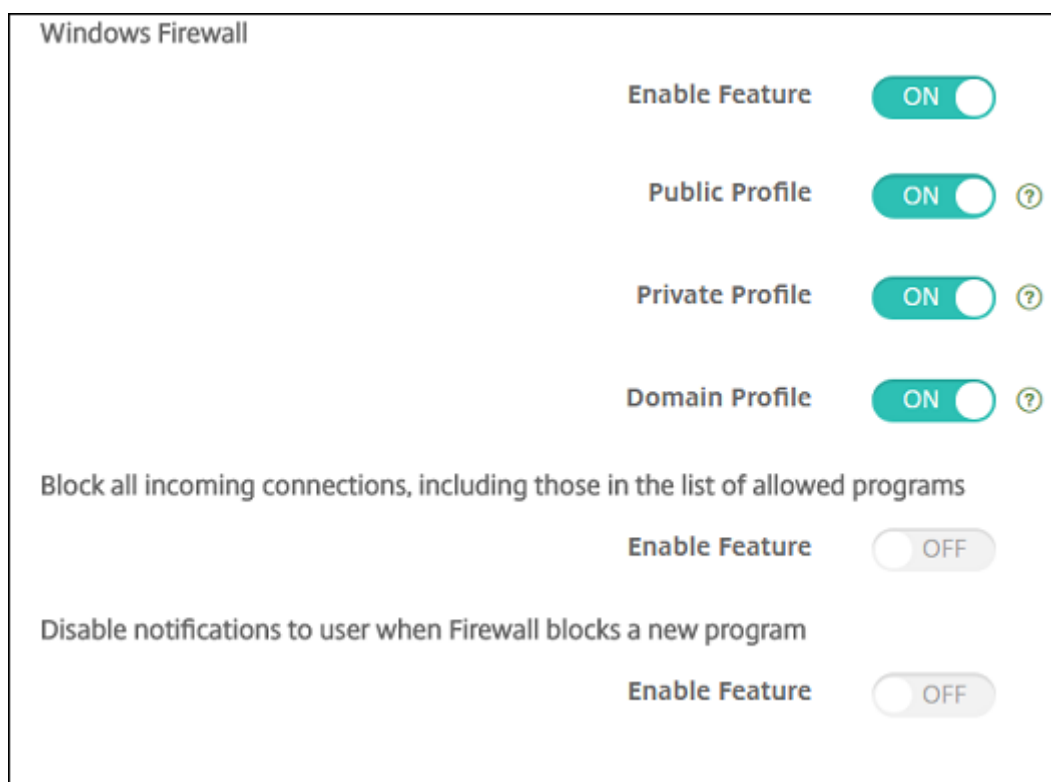 Windows Firewall
Enable Feature ON
Public Profile ON ?
Private Profile ON ?
Domain Profile ON ?
Block all incoming connections, including those in the list of allowed programs
Enable Feature OFF
Disable notifications to user when Firewall blocks a new program
Enable Feature OFF